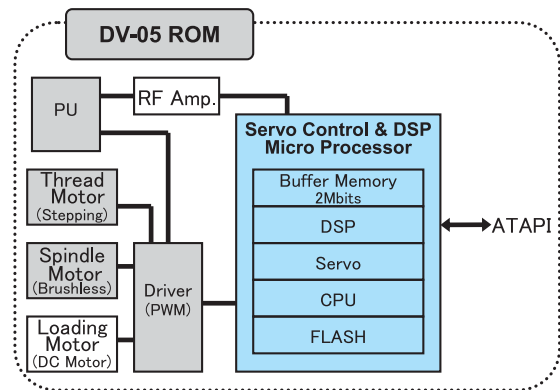 DV-05 ROM
PU
RF Amp.
Servo Control & DSP
Micro Processor
Buffer Memory
2Mbits
DSP
Servo
CPU
FLASH
ATAPI
Thread
Motor
(Stepping)
Spindle
Motor
(Brushless)
Loading
Motor
(DC Motor)
Driver
(PWM)